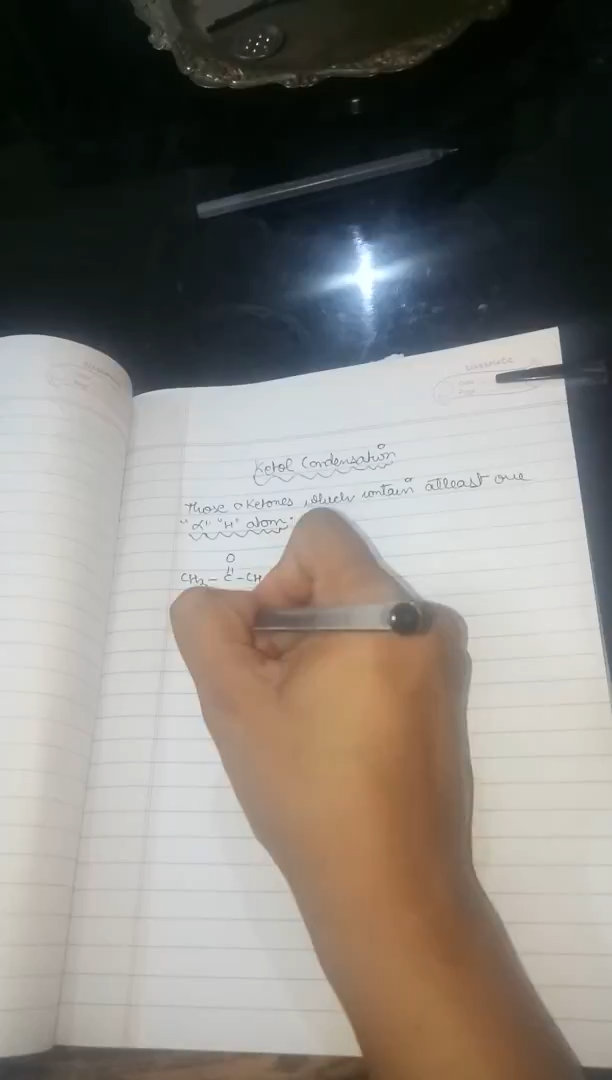 Ketol Condensation
Those Ketones which contain atleast one
"α" "H" atom.
O
CH3 - C - CH